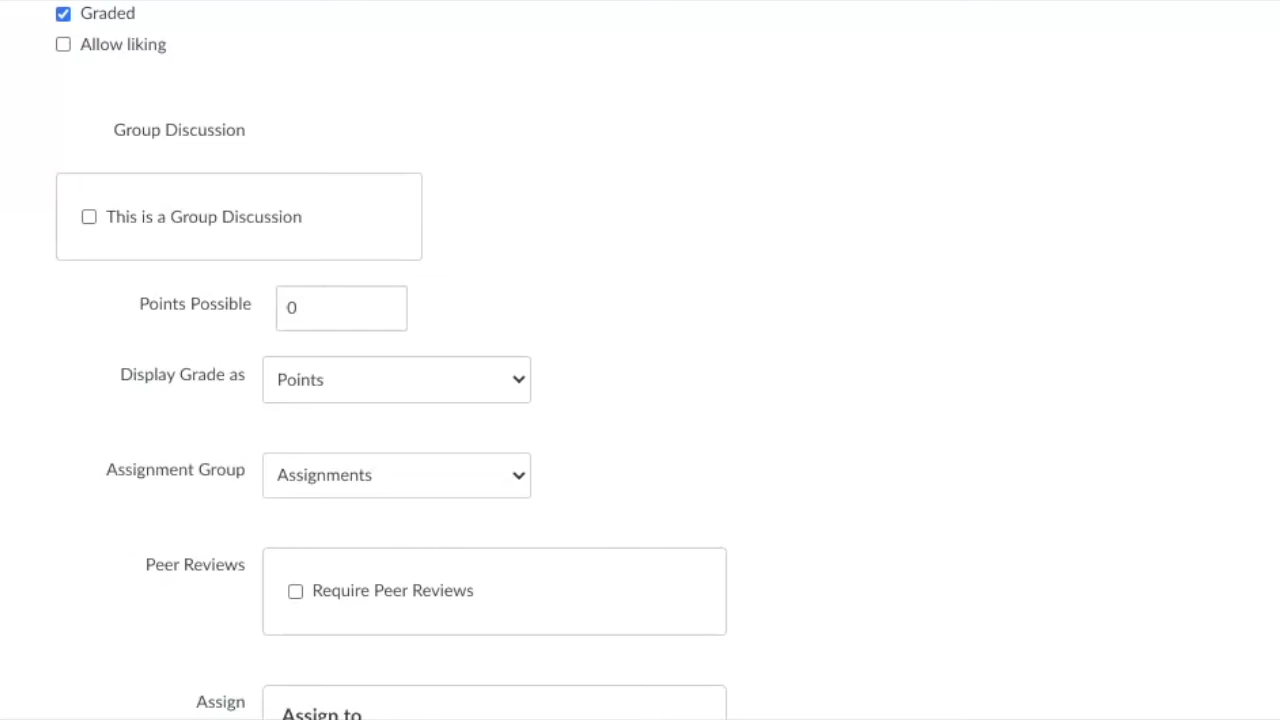 Graded
Allow liking
Group Discussion
This is a Group Discussion
Points Possible 0
Display Grade as Points
Assignment Group Assignments
Peer Reviews
Require Peer Reviews
Assign
Assign to